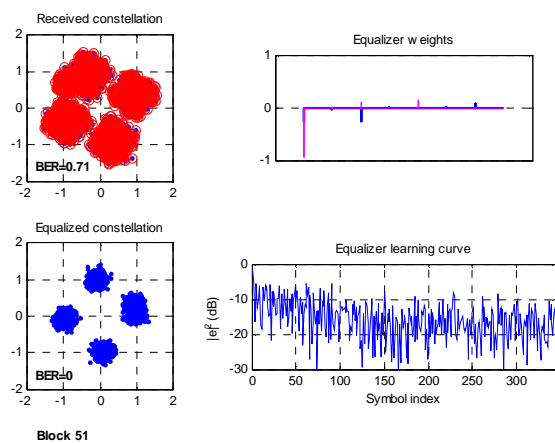 Received constellation
2
1
0
-1
-2
-2 -1 0 1 2
BER=0.71
Equalizer weights
1
0
-1
Equalized constellation
2
1
0
-1
-2
-2 -1 0 1 2
BER=0
Equalizer learning curve
0
-10
-20
-30
|e|² (dB)
0 50 100 150 200 250 300
Symbol index
Block 51